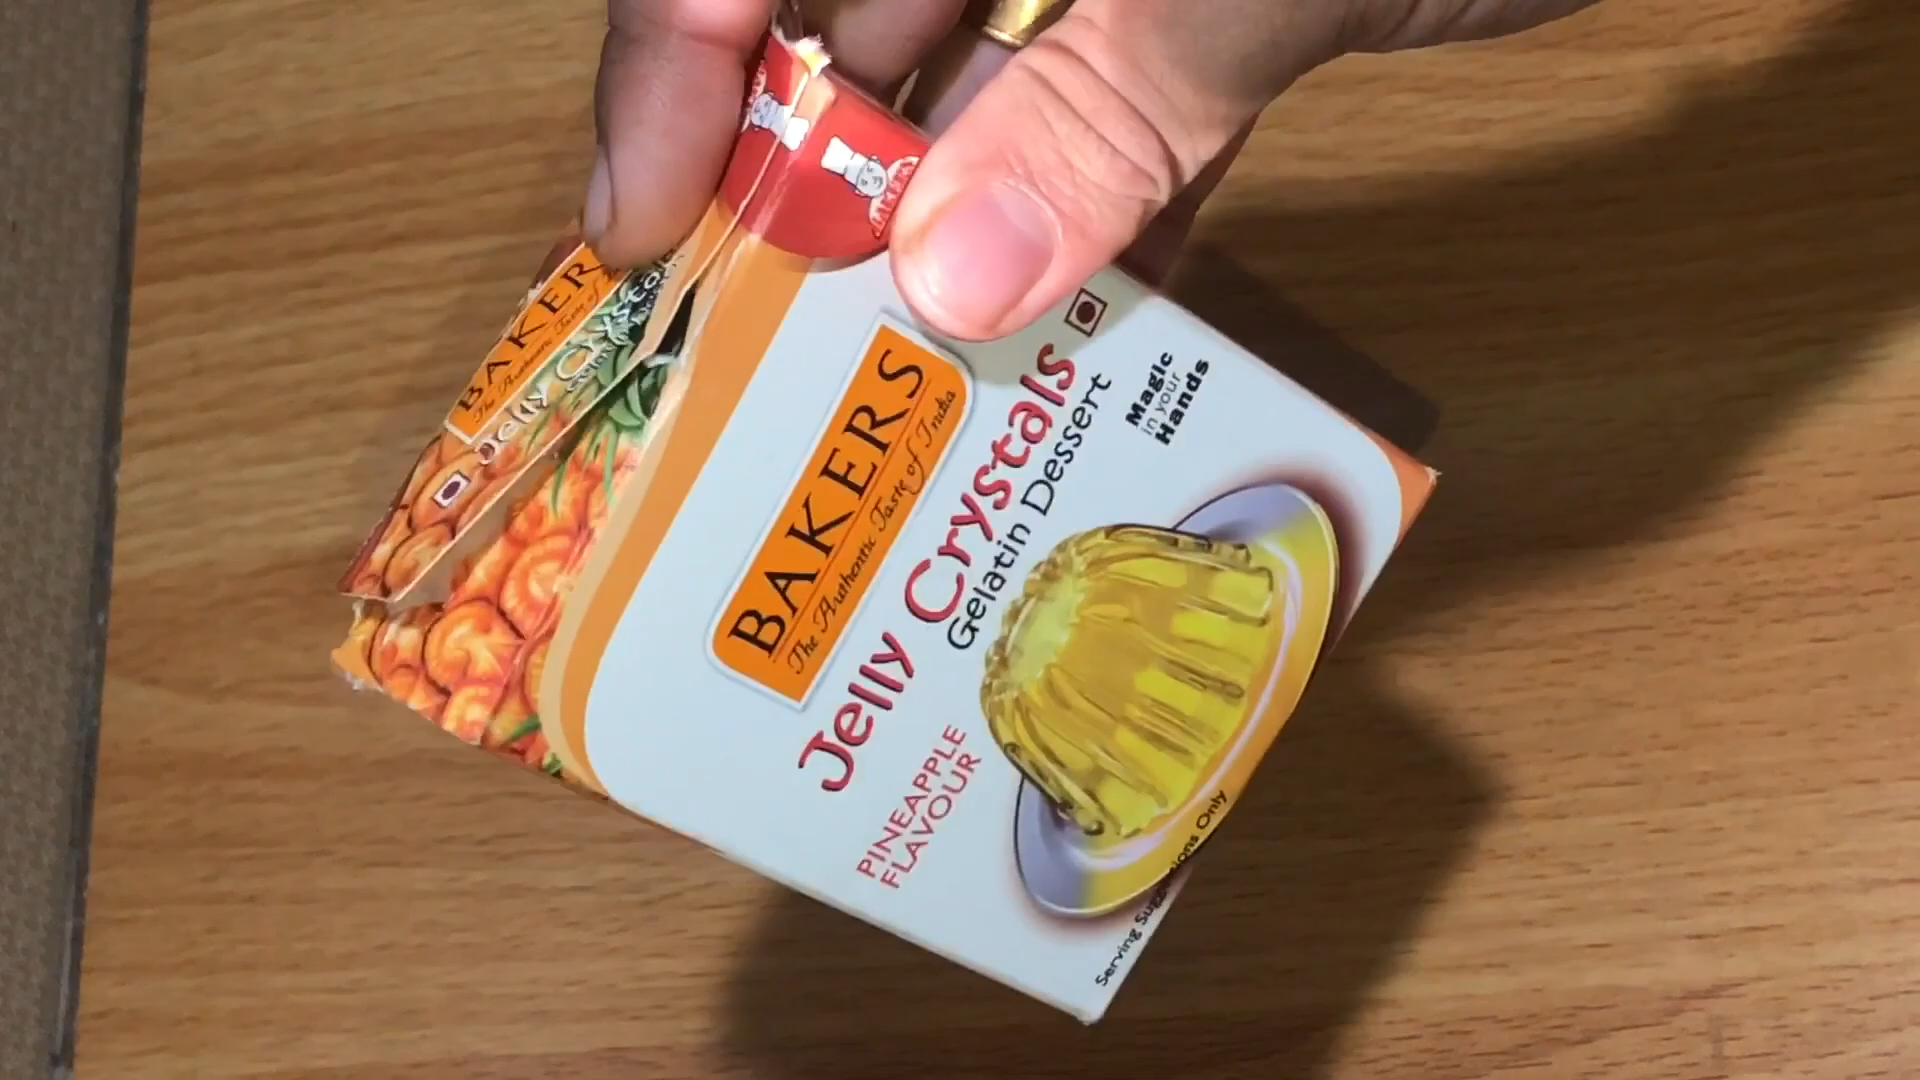 BAKERS
The Authentic Taste of India
Jelly Crystals
Gelatin Dessert
PINEAPPLE
FLAVOUR
Magic
in your
Hands
Serving Suggestions Only
BAKERS
The Authentic Taste of
Jelly Crystals